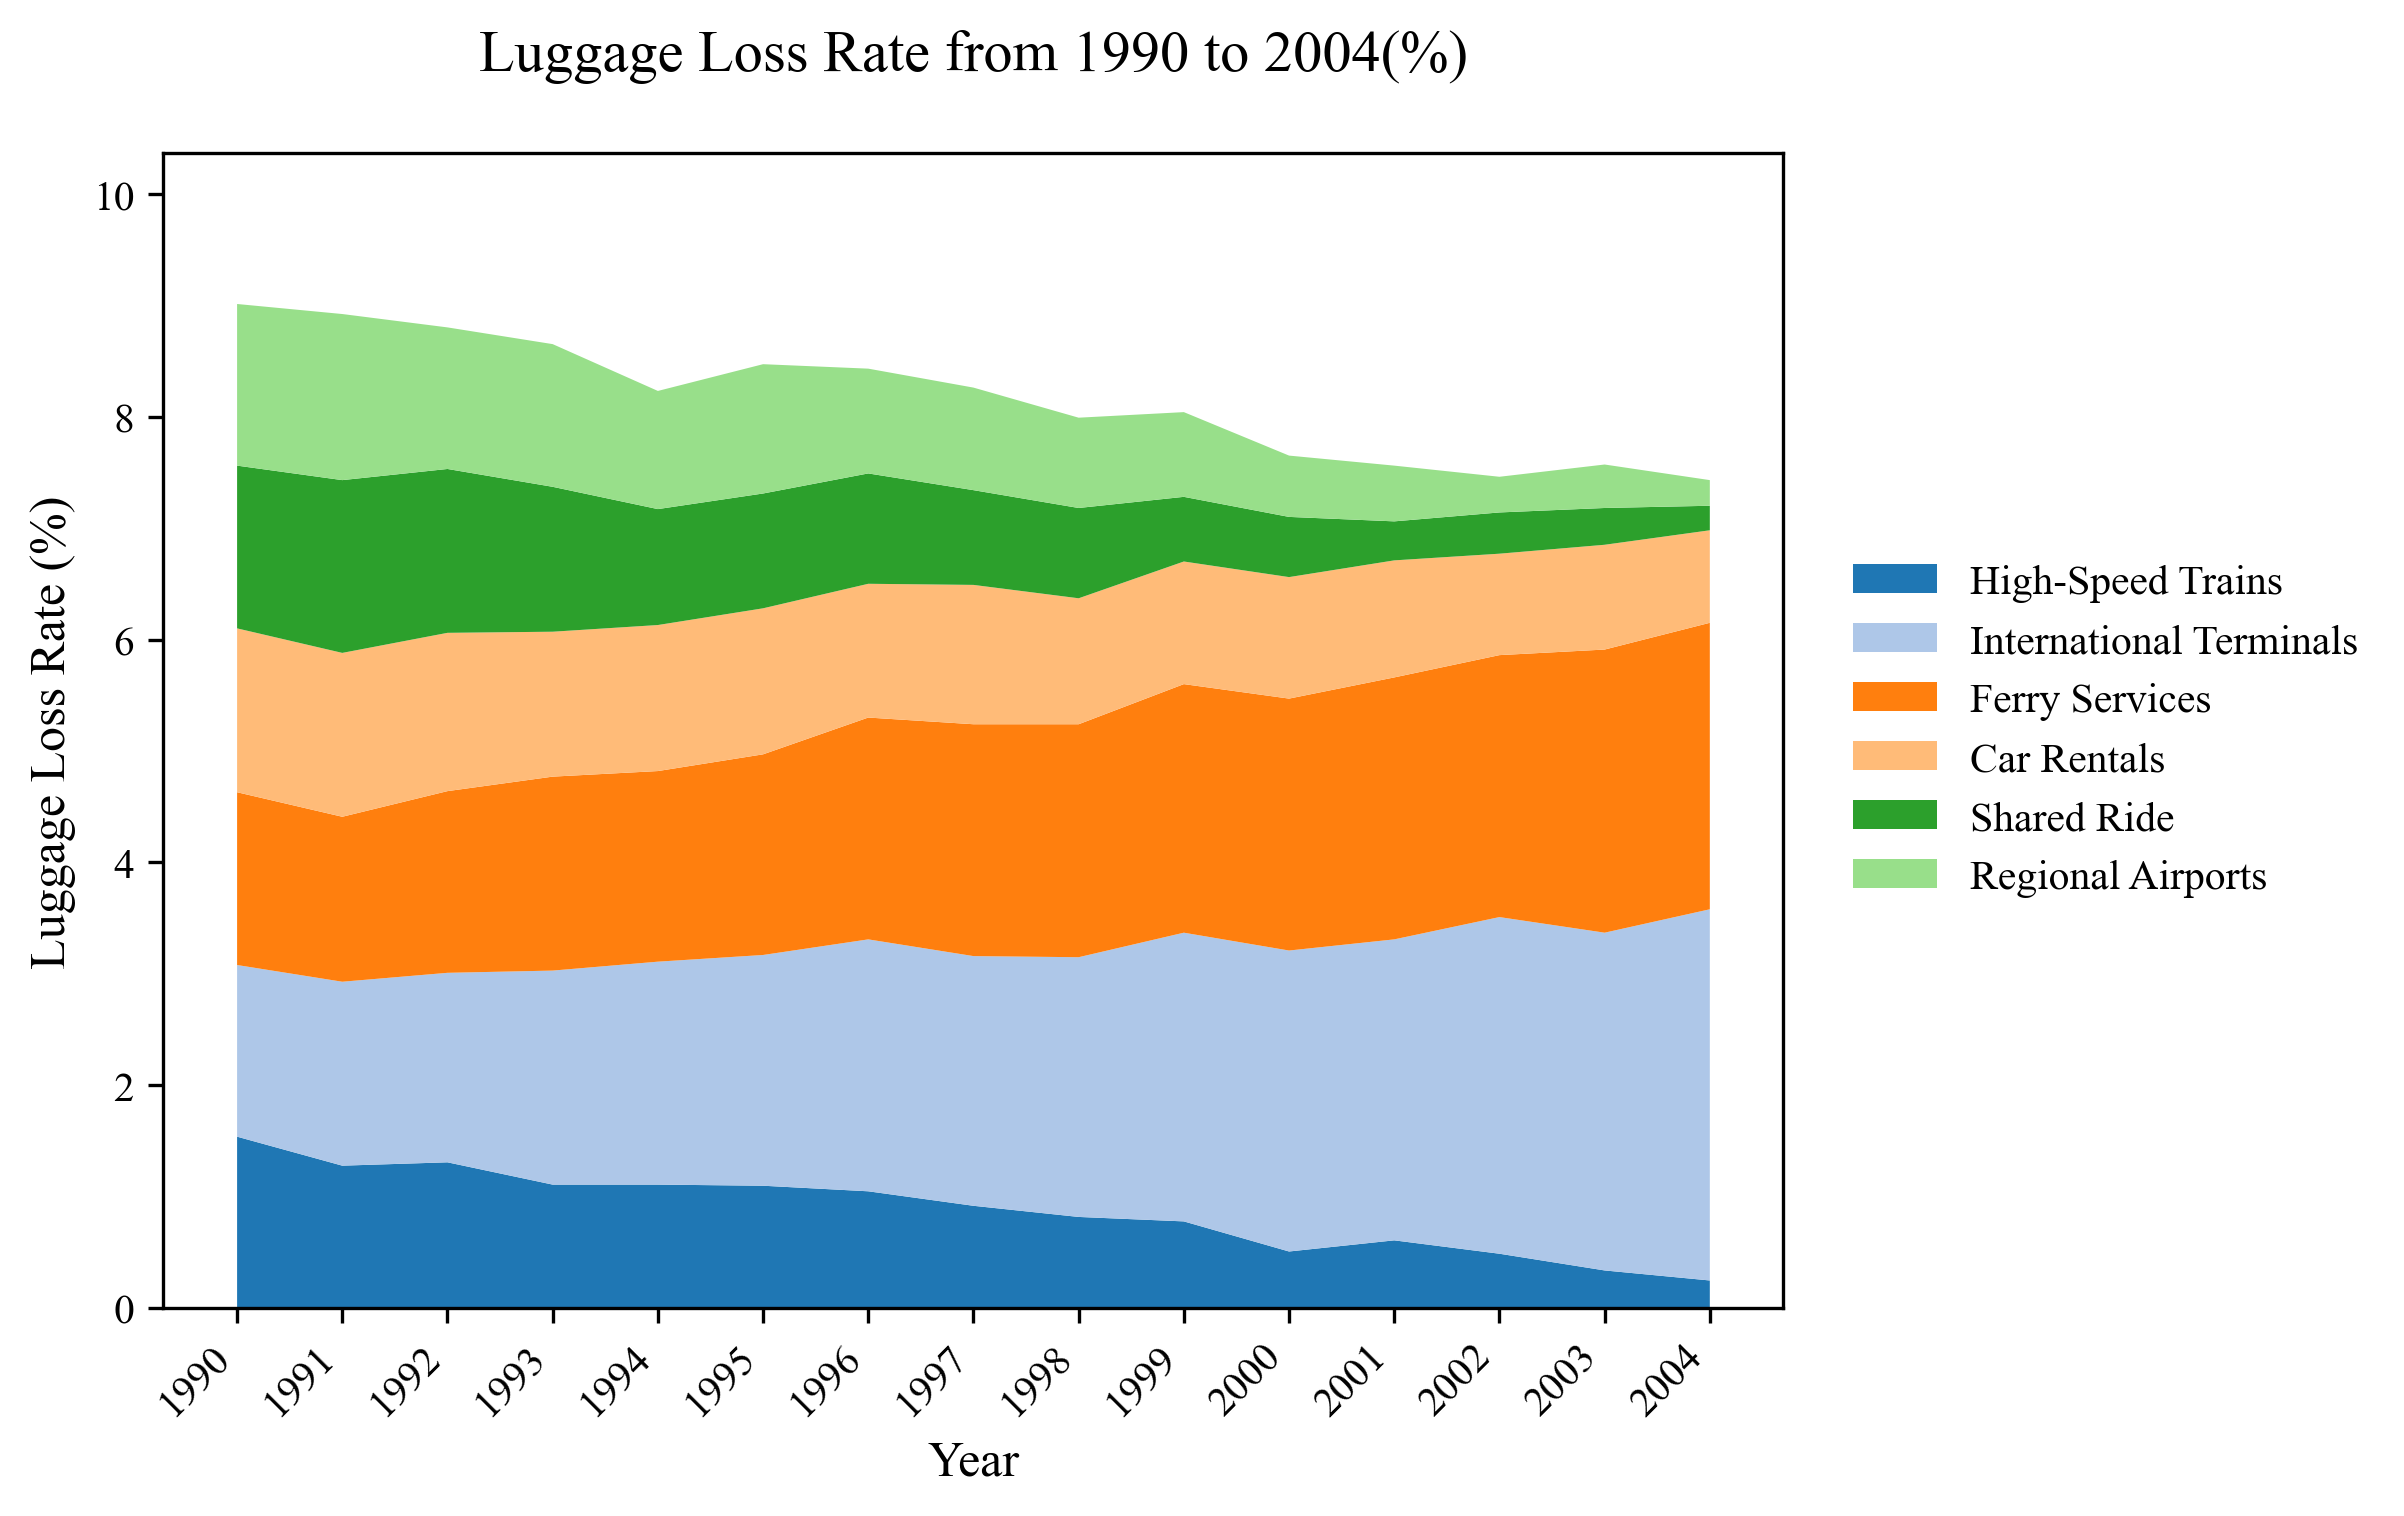 Luggage Loss Rate from 1990 to 2004(%)
Luggage Loss Rate (%)
10
8
6
4
2
0
1990
1991
1992
1993
1994
1995
1996
1997
1998
1999
2000
2001
2002
2003
2004
Year
High-Speed Trains
International Terminals
Ferry Services
Car Rentals
Shared Ride
Regional Airports